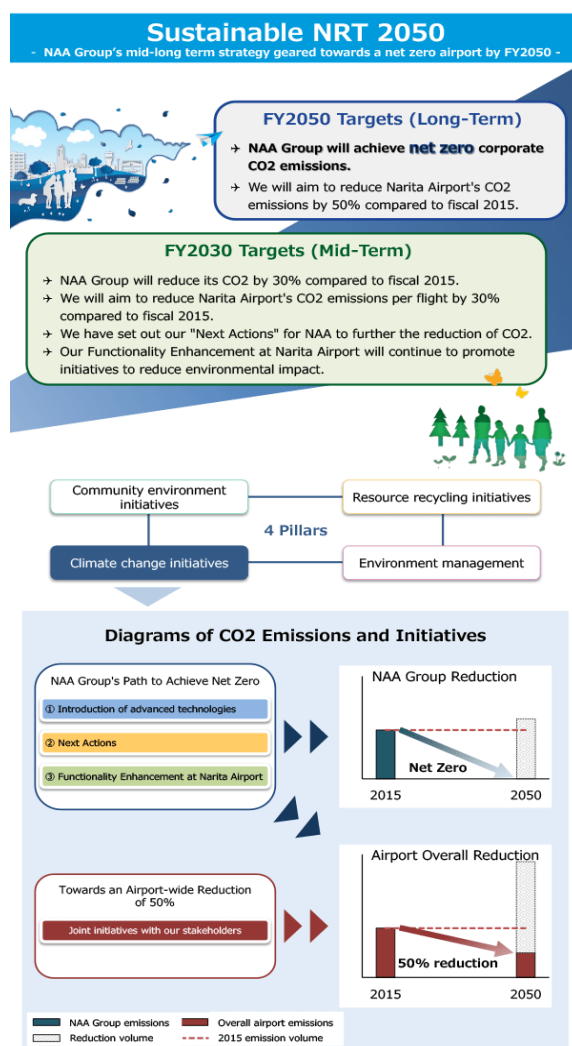 Sustainable NRT 2050
- NAA Group's mid-long term strategy geared towards a net zero airport by FY2050 -
FY2050 Targets (Long-Term)
NAA Group will achieve net zero corporate
CO2 emissions.
We will aim to reduce Narita Airport's CO2
emissions by 50% compared to fiscal 2015.
FY2030 Targets (Mid-Term)
NAA Group will reduce its CO2 by 30% compared to fiscal 2015.
We will aim to reduce Narita Airport's CO2 emissions per flight by 30%
compared to fiscal 2015.
We have set out our "Next Actions" for NAA to further the reduction of CO2.
Our Functionality Enhancement at Narita Airport will continue to promote
initiatives to reduce environmental impact.
Community environment
initiatives
Resource recycling initiatives
4 Pillars
Climate change initiatives
Environment management
Diagrams of CO2 Emissions and Initiatives
NAA Group's Path to Achieve Net Zero
① Introduction of advanced technologies
② Next Actions
③ Functionality Enhancement at Narita Airport
NAA Group Reduction
Net Zero
2015
2050
Towards an Airport-wide Reduction
of 50%
Joint initiatives with our stakeholders
Airport Overall Reduction
50% reduction
2015
2050
NAA Group emissions
Overall airport emissions
Reduction volume
2015 emission volume